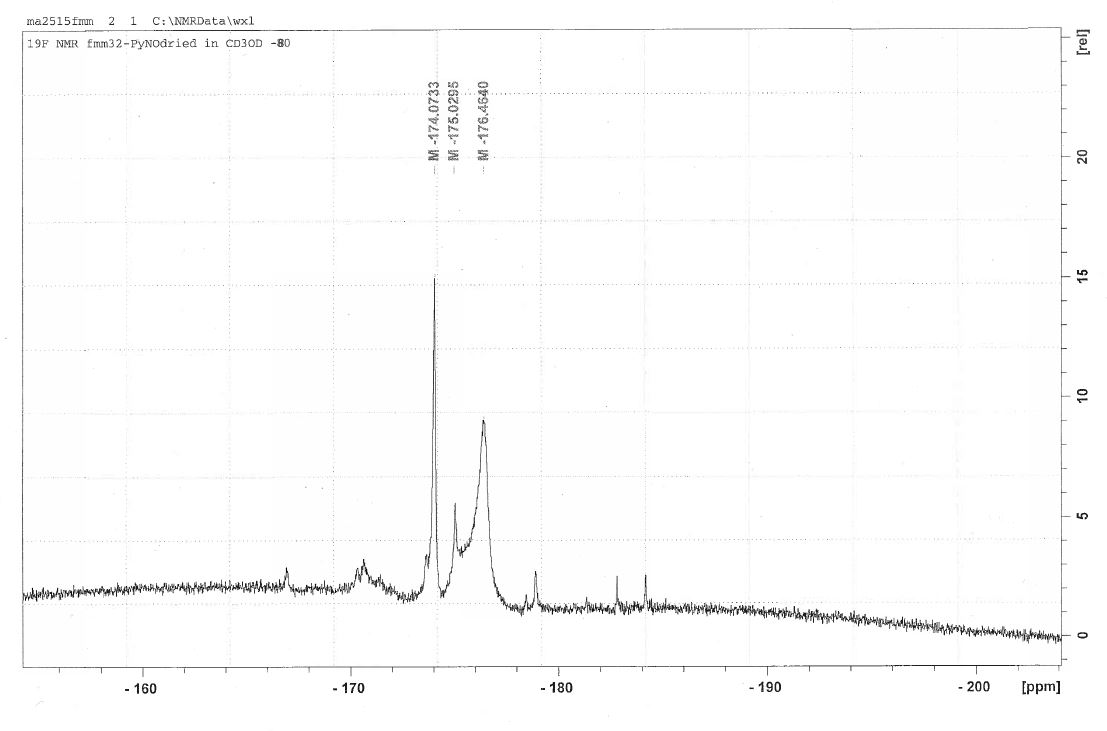 ma2515fmm 2 1 C:\NMRData\wxl
19F NMR fmm32-PyNOdried in CD3OD -80
[rel]
M -174.0733
M -175.0295
M -176.4640
20
15
10
5
0
- 160
- 170
- 180
- 190
- 200
[ppm]